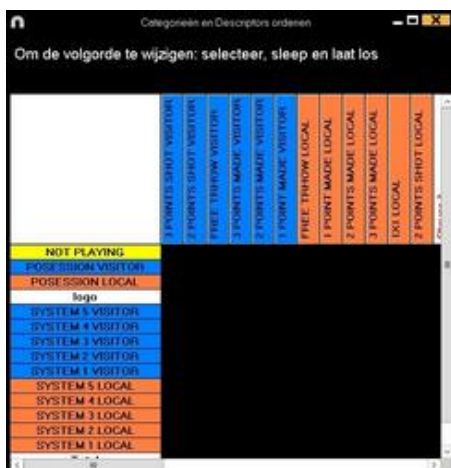 Categorieën en Descriptors ordenen
Om de volgorde te wijzigen: selecteer, sleep en laat los
3 POINTS SHOT VISITOR
2 POINTS SHOT VISITOR
FREE TRHOW VISITOR
3 POINTS MADE VISITOR
2 POINTS MADE VISITOR
1 POINT MADE VISITOR
FREE TRHOW LOCAL
1 POINT MADE LOCAL
2 POINTS MADE LOCAL
3 POINTS MADE LOCAL
1X1 LOCAL
2 POINTS SHOT LOCAL
NOT PLAYING
POSESSION VISITOR
POSESSION LOCAL
logo
SYSTEM 5 VISITOR
SYSTEM 4 VISITOR
SYSTEM 3 VISITOR
SYSTEM 2 VISITOR
SYSTEM 1 VISITOR
SYSTEM 5 LOCAL
SYSTEM 4 LOCAL
SYSTEM 3 LOCAL
SYSTEM 2 LOCAL
SYSTEM 1 LOCAL